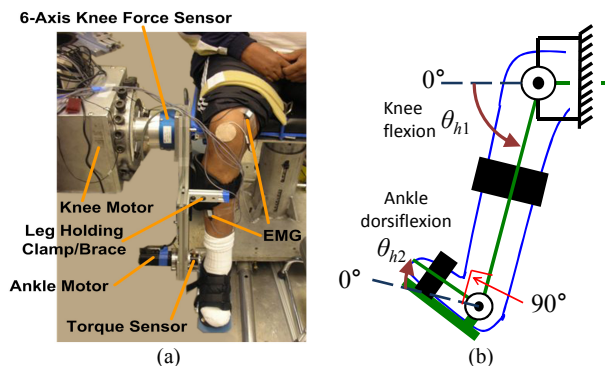 6-Axis Knee Force Sensor
Knee Motor
Leg Holding
Clamp/Brace
EMG
Ankle Motor
Torque Sensor
(a)
0°
Knee
flexion
θh1
Ankle
dorsiflexion
θh2
0°
90°
(b)